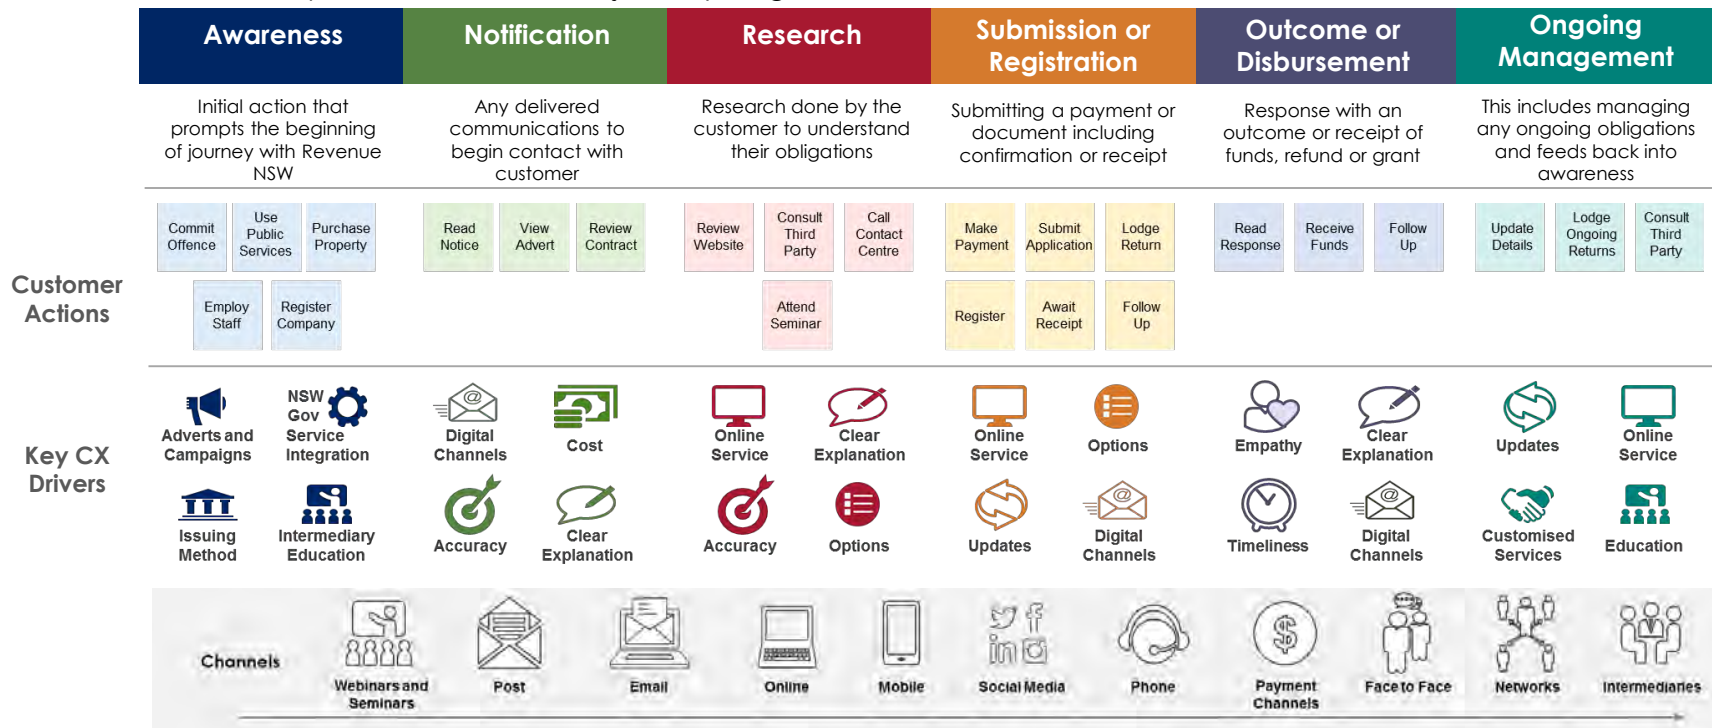 Awareness
Notification
Research
Submission or
Registration
Outcome or
Disbursement
Ongoing
Management
Initial action that
prompts the beginning
of journey with Revenue
NSW
Any delivered
communications to
begin contact with
customer
Research done by the
customer to understand
their obligations
Submitting a payment or
document including
confirmation or receipt
Response with an
outcome or receipt of
funds, refund or grant
This includes managing
any ongoing obligations
and feeds back into
awareness
Customer
Actions
Commit
Offence
Use
Public
Services
Purchase
Property
Employ
Staff
Register
Company
Read
Notice
View
Advert
Review
Contract
Review
Website
Consult
Third
Party
Call
Contact
Centre
Attend
Seminar
Make
Payment
Submit
Application
Lodge
Return
Register
Await
Receipt
Follow
Up
Read
Response
Receive
Funds
Follow
Up
Update
Details
Lodge
Ongoing
Returns
Consult
Third
Party
Key CX
Drivers
Adverts and
Campaigns
NSW
Gov
Service
Integration
Issuing
Method
Intermediary
Education
Digital
Channels
Cost
Accuracy
Clear
Explanation
Online
Service
Clear
Explanation
Accuracy
Options
Online
Service
Options
Updates
Digital
Channels
Empathy
Clear
Explanation
Timeliness
Digital
Channels
Updates
Online
Service
Customised
Services
Education
Channels
Webinars and
Seminars
Post
Email
Online
Mobile
Social Media
Phone
Payment
Channels
Face to Face
Networks
Intermediaries